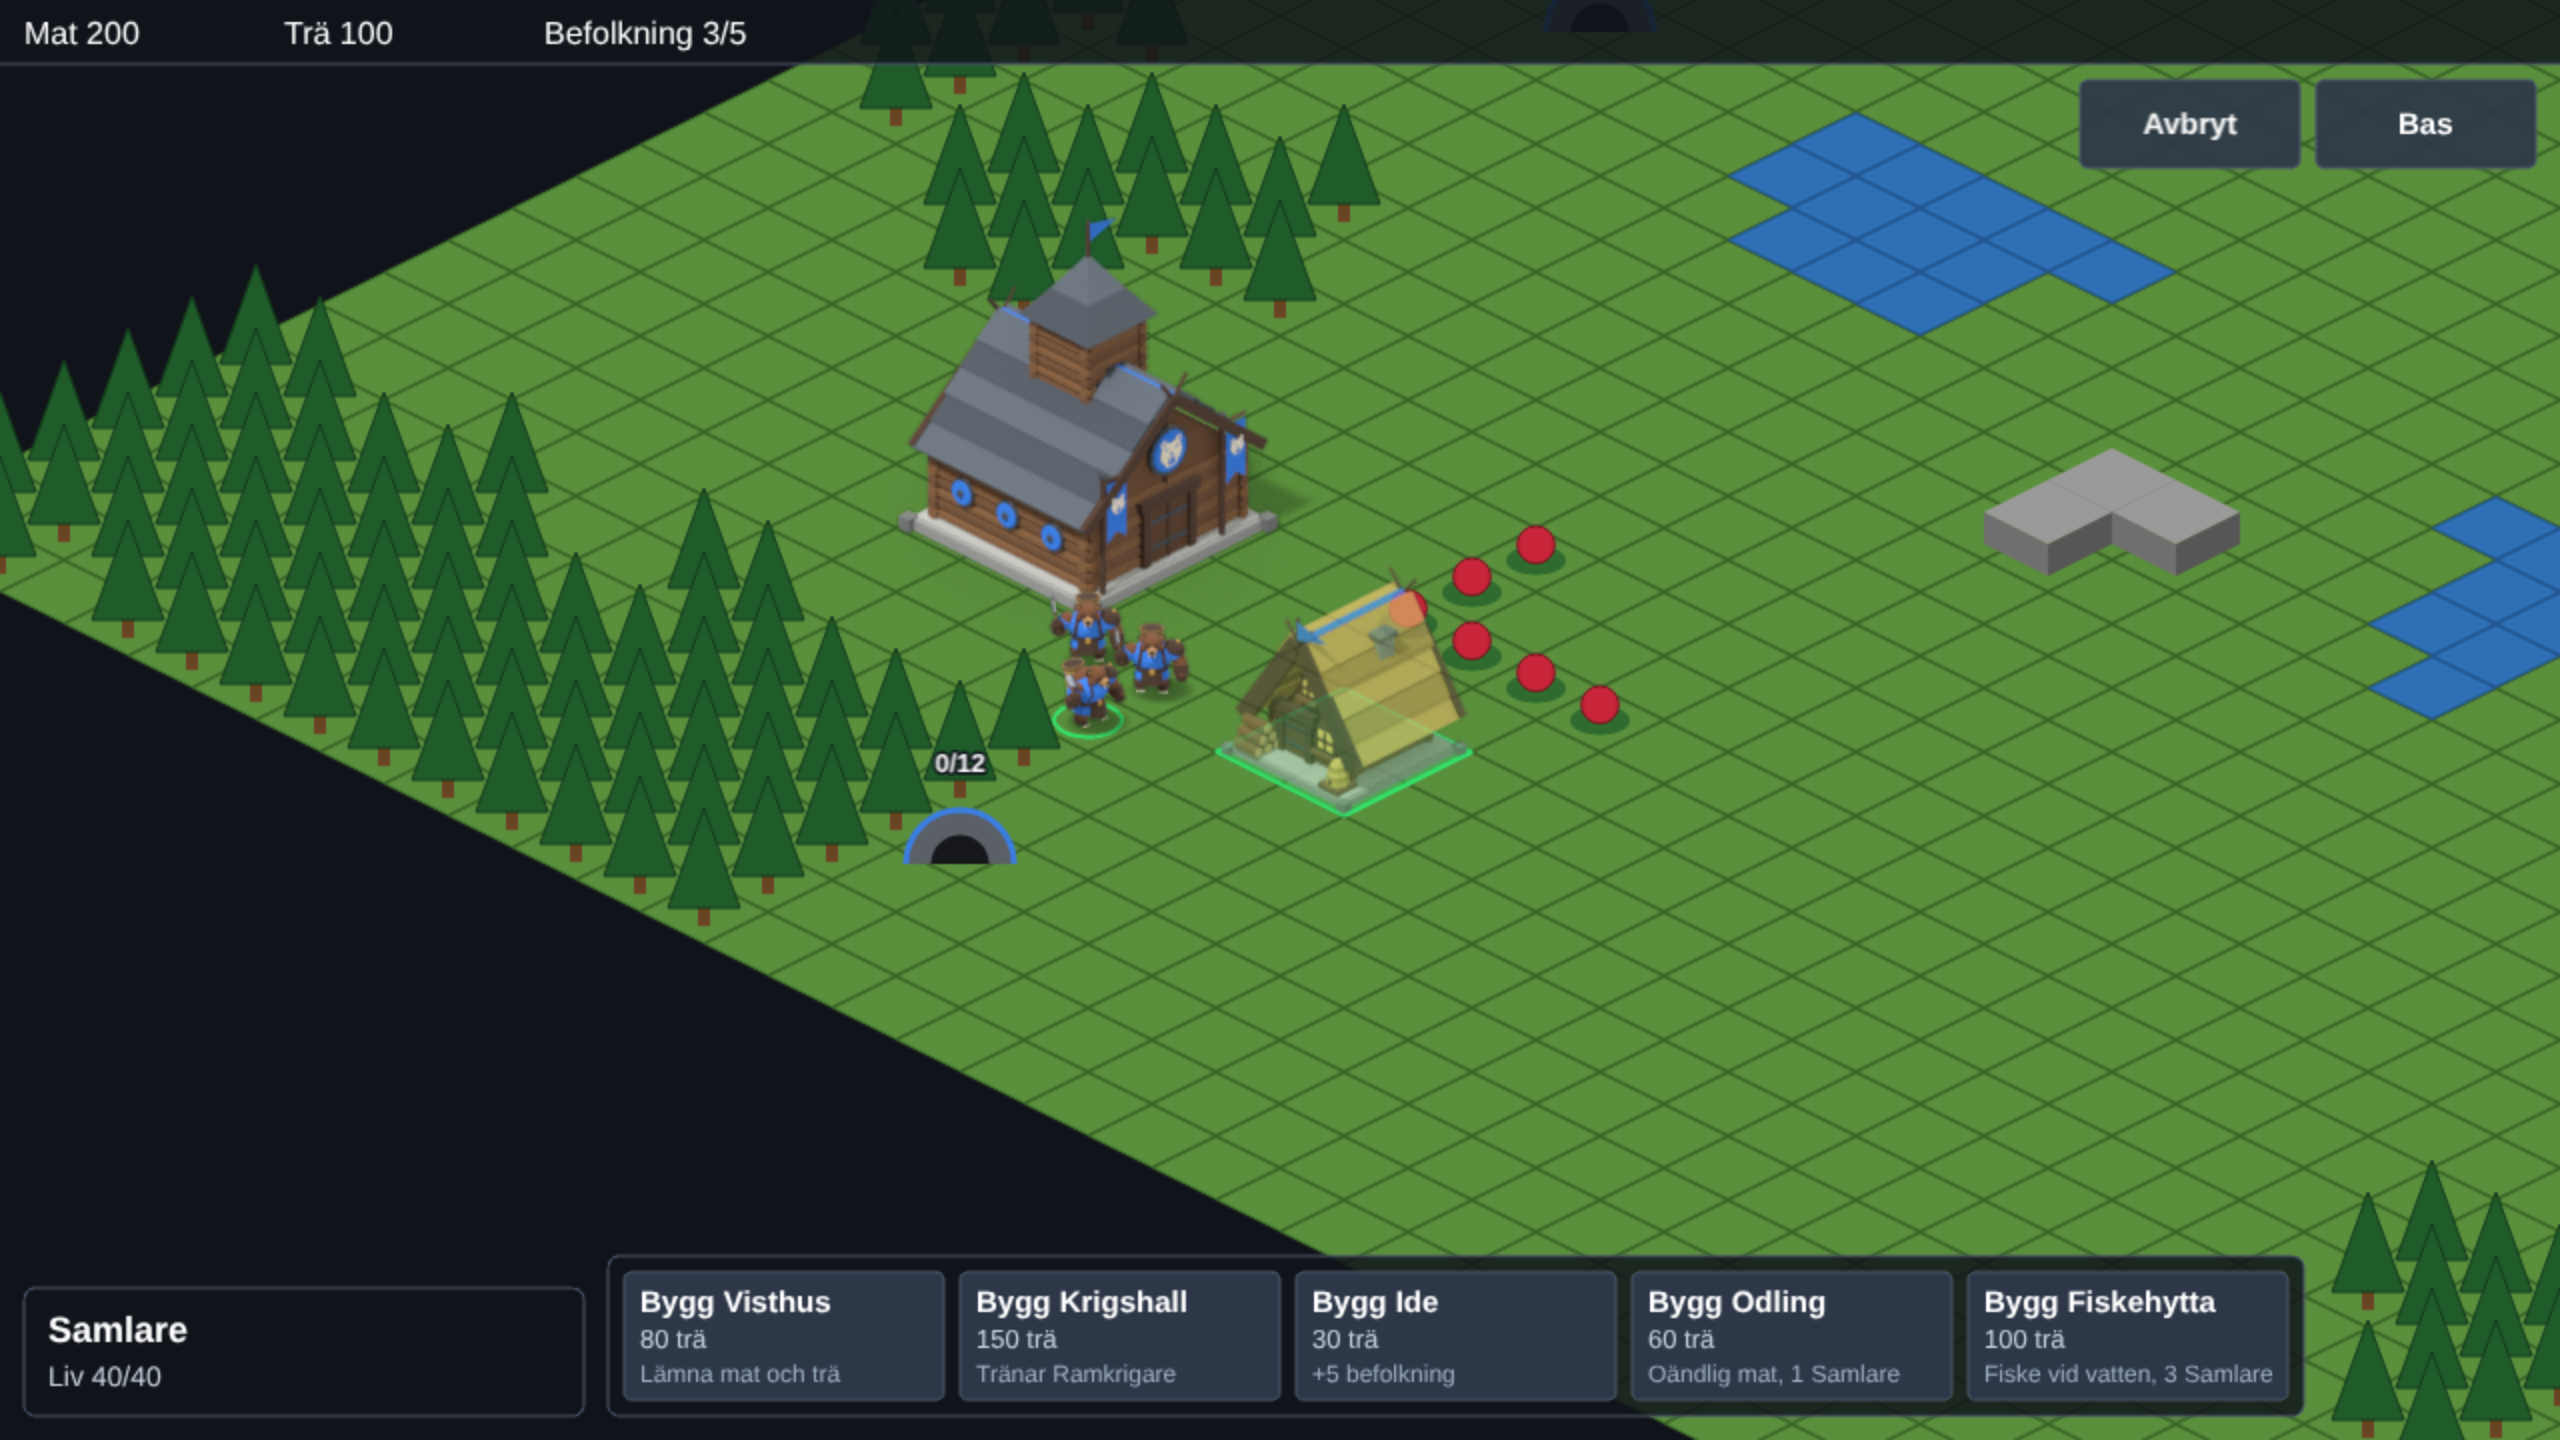 Mat 200
Trä 100
Befolkning 3/5
Avbryt
Bas
0/12
Samlare
Liv 40/40
Bygg Visthus
80 trä
Lämna mat och trä
Bygg Krigshall
150 trä
Tränar Ramkrigare
Bygg Ide
30 trä
+5 befolkning
Bygg Odling
60 trä
Oändlig mat, 1 Samlare
Bygg Fiskehytta
100 trä
Fiske vid vatten, 3 Samlare